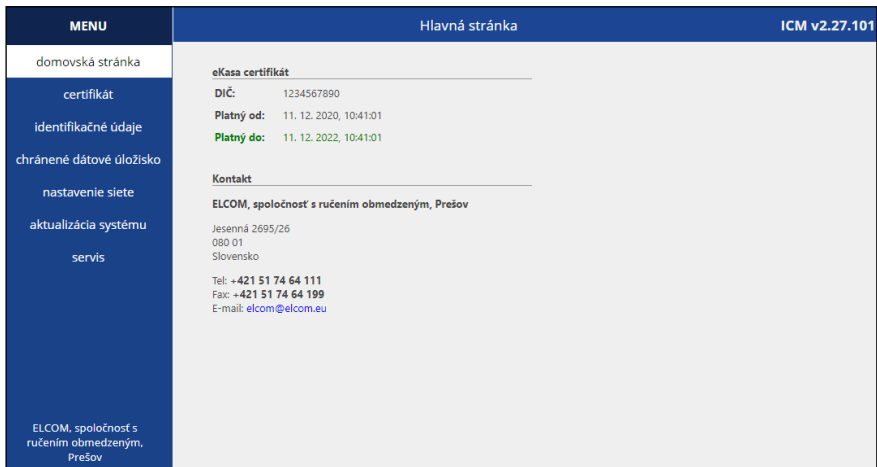 MENU
Hlavná stránka
ICM v2.27.101
domovská stránka
certifikát
identifikačné údaje
chránené dátové úložisko
nastavenie siete
aktualizácia systému
servis
ELCOM, spoločnosť s
ručením obmedzeným,
Prešov
eKasa certifikát
DIČ: 1234567890
Platný od: 11. 12. 2020, 10:41:01
Platný do: 11. 12. 2022, 10:41:01
Kontakt
ELCOM, spoločnosť s ručením obmedzeným, Prešov
Jesenná 2695/26
080 01
Slovensko
Tel: +421 51 74 64 111
Fax: +421 51 74 64 199
E-mail: elcom@elcom.eu